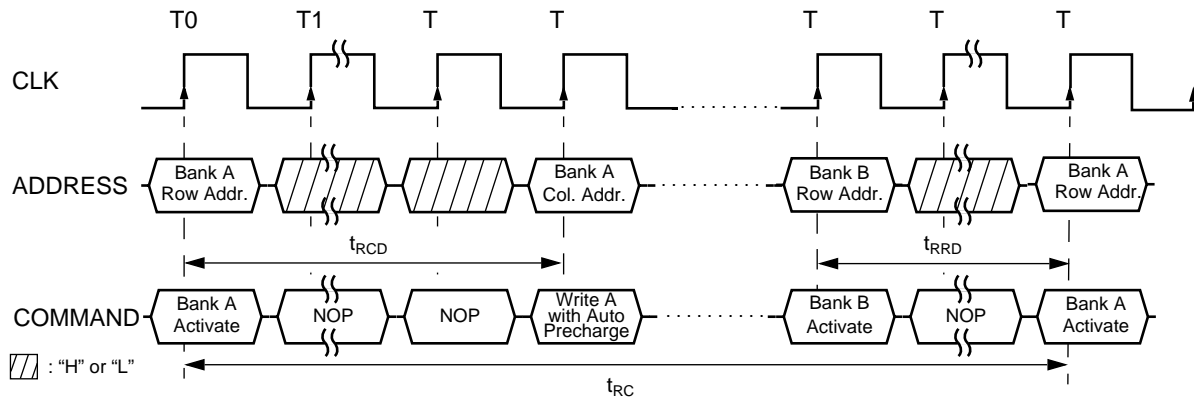 T0 T1 T T T T T
CLK
ADDRESS
Bank A
Row Addr.
Bank A
Col. Addr.
Bank B
Row Addr.
Bank A
Row Addr.
tRCD
tRRD
COMMAND
Bank A
Activate
NOP
NOP
Write A
with Auto
Precharge
Bank B
Activate
NOP
Bank A
Activate
: “H” or “L”
tRC